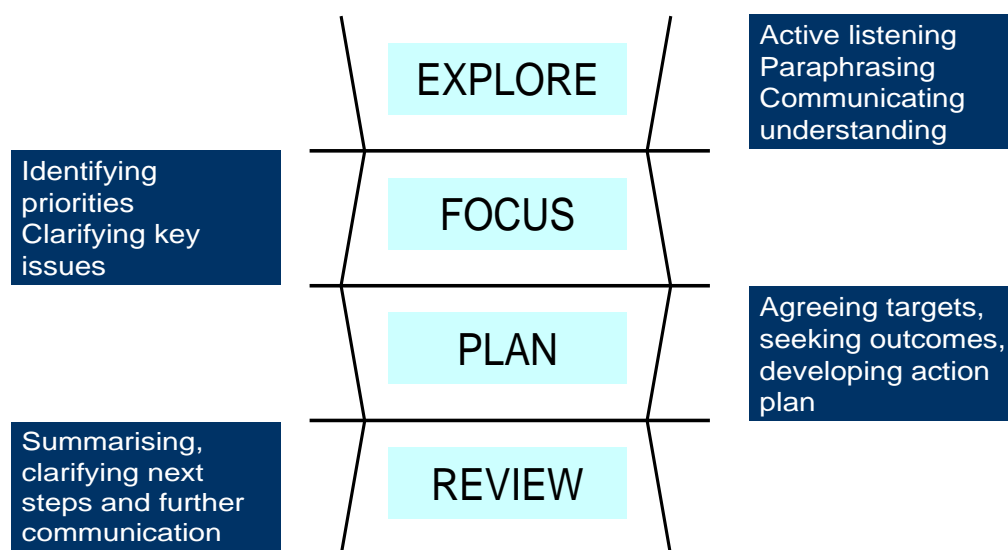 EXPLORE
Active listening
Paraphrasing
Communicating
understanding
Identifying
priorities
Clarifying key
issues
FOCUS
PLAN
Agreeing targets,
seeking outcomes,
developing action
plan
Summarising,
clarifying next
steps and further
communication
REVIEW